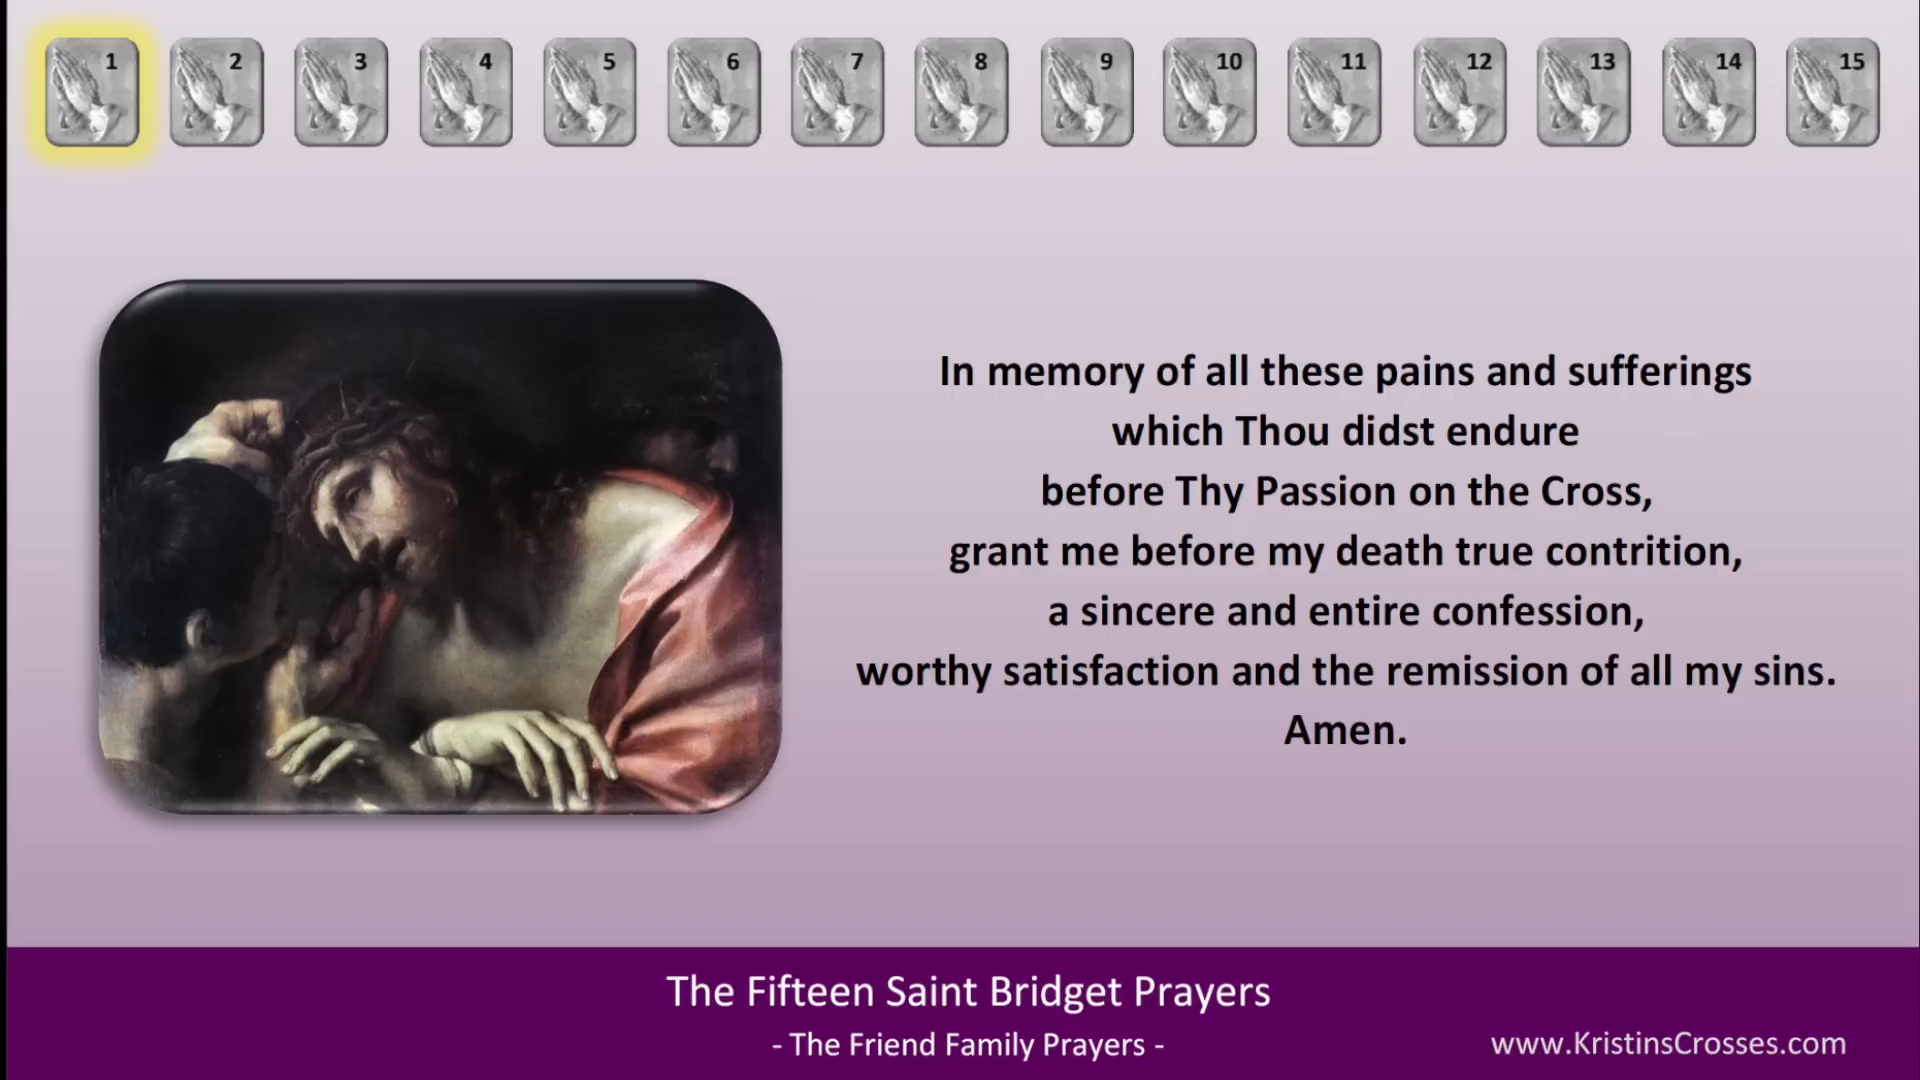 1 2 3 4 5 6 7 8 9 10 11 12 13 14 15
In memory of all these pains and sufferings
which Thou didst endure
before Thy Passion on the Cross,
grant me before my death true contrition,
a sincere and entire confession,
worthy satisfaction and the remission of all my sins.
Amen.
The Fifteen Saint Bridget Prayers
- The Friend Family Prayers -
www.KristinsCrosses.com